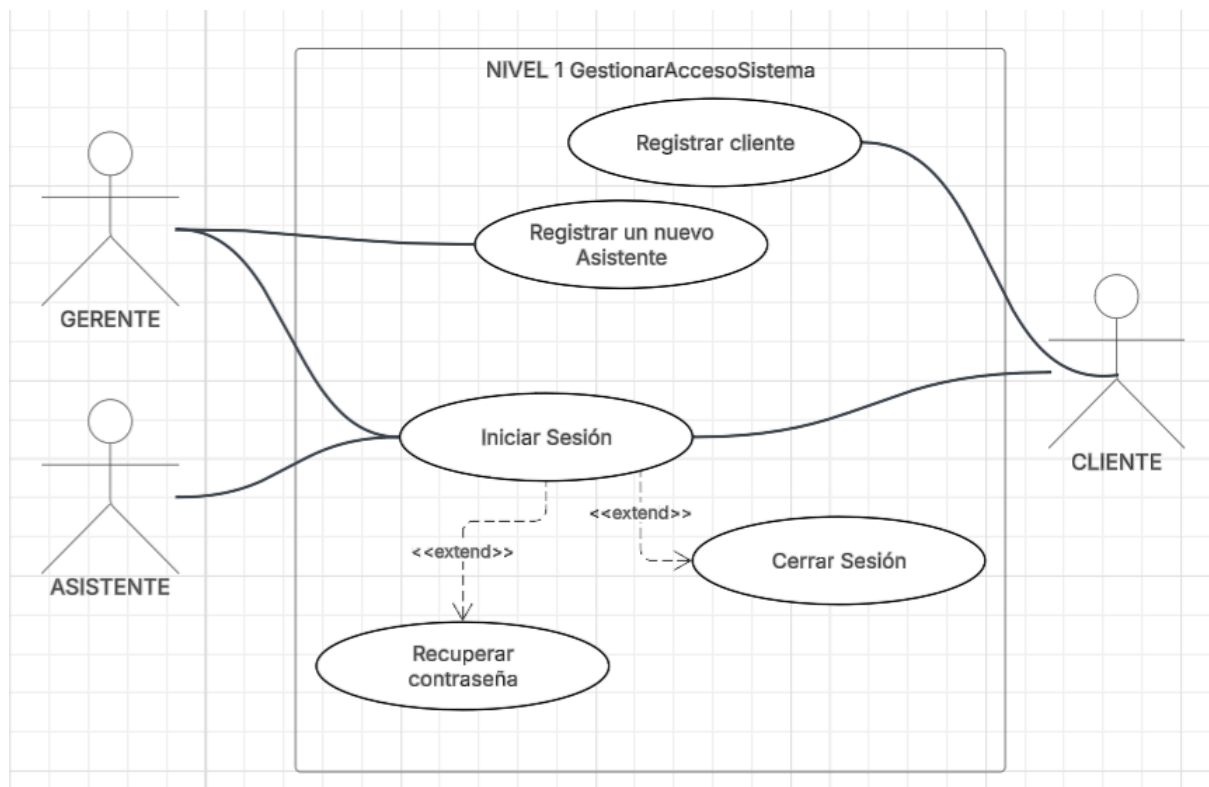 NIVEL 1 GestionarAccesoSistema
Registrar cliente
Registrar un nuevo
Asistente
GERENTE
Iniciar Sesión
CLIENTE
<<extend>>
<<extend>>
Cerrar Sesión
ASISTENTE
Recuperar
contraseña